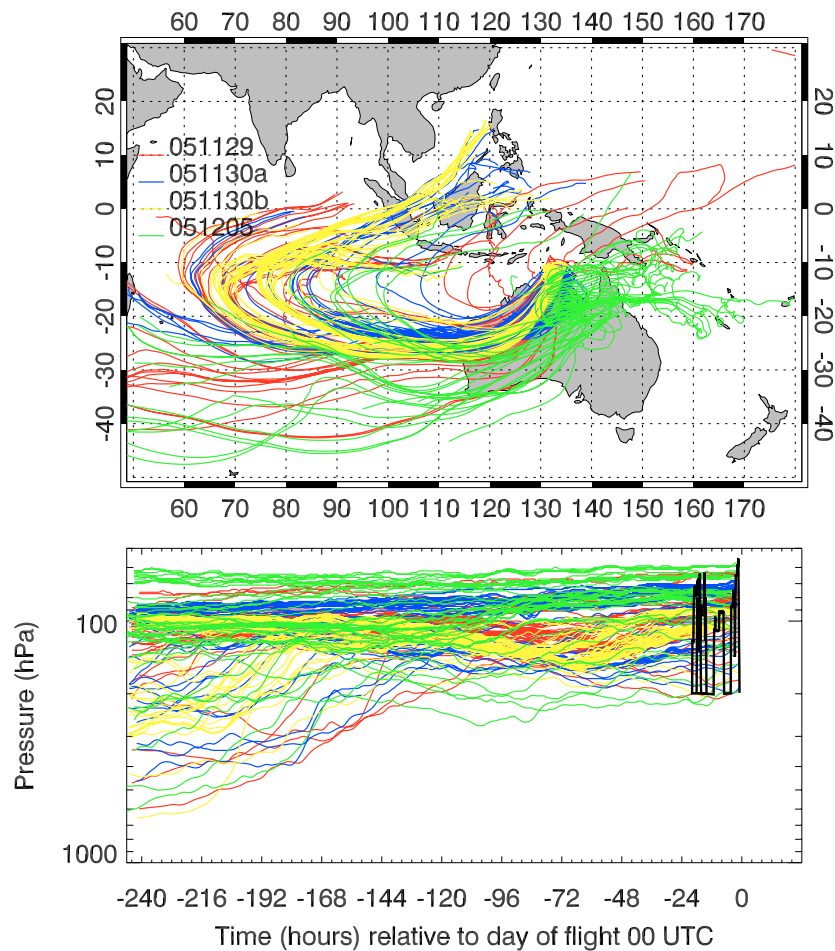 60 70 80 90 100 110 120 130 140 150 160 170
20 20
10 10
051129
051130a
0 0
051130b
051205
-10 -10
-20 -20
-30 -30
-40 -40
60 70 80 90 100 110 120 130 140 150 160 170
100
Pressure (hPa)
1000
-240 -216 -192 -168 -144 -120 -96 -72 -48 -24 0
Time (hours) relative to day of flight 00 UTC